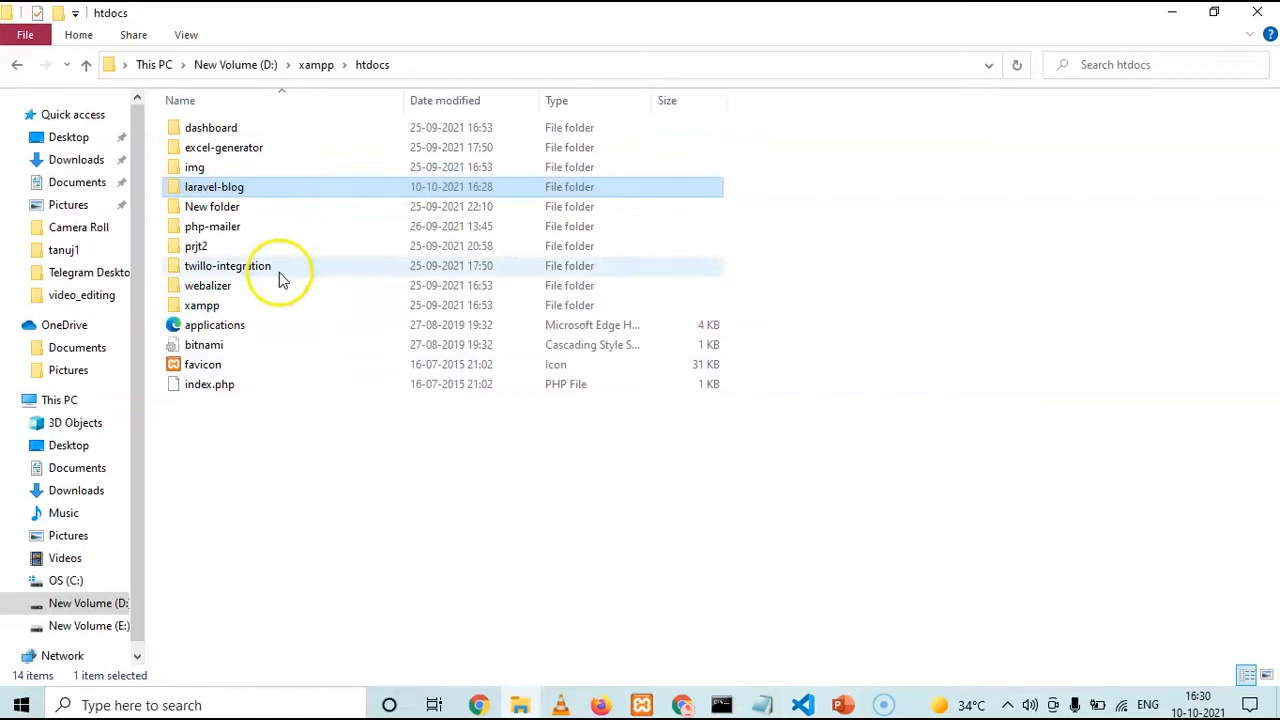 htdocs
File Home Share View
This PC New Volume (D:) xampp htdocs Search htdocs
Name Date modified Type Size
Quick access
Desktop
Downloads
Documents
Pictures
Camera Roll
tanuj1
Telegram Deskto
video_editing
OneDrive
Documents
Pictures
This PC
3D Objects
Desktop
Documents
Downloads
Music
Pictures
Videos
OS (C:)
New Volume (D:
New Volume (E:)
Network
dashboard 25-09-2021 16:53 File folder
excel-generator 25-09-2021 17:50 File folder
img 25-09-2021 16:53 File folder
laravel-blog 10-10-2021 16:28 File folder
New folder 25-09-2021 22:10 File folder
php-mailer 26-09-2021 13:45 File folder
prjt2 25-09-2021 20:58 File folder
twillo-integration 25-09-2021 17:50 File folder
webalizer 25-09-2021 16:53 File folder
xampp 25-09-2021 16:53 File folder
applications 27-08-2019 19:32 Microsoft Edge H... 4 KB
bitnami 27-08-2019 19:32 Cascading Style S... 1 KB
favicon 16-07-2015 21:02 Icon 31 KB
index.php 16-07-2015 21:02 PHP File 1 KB
14 items 1 item selected
Type here to search
34°C ENG
16:30
10-10-2021